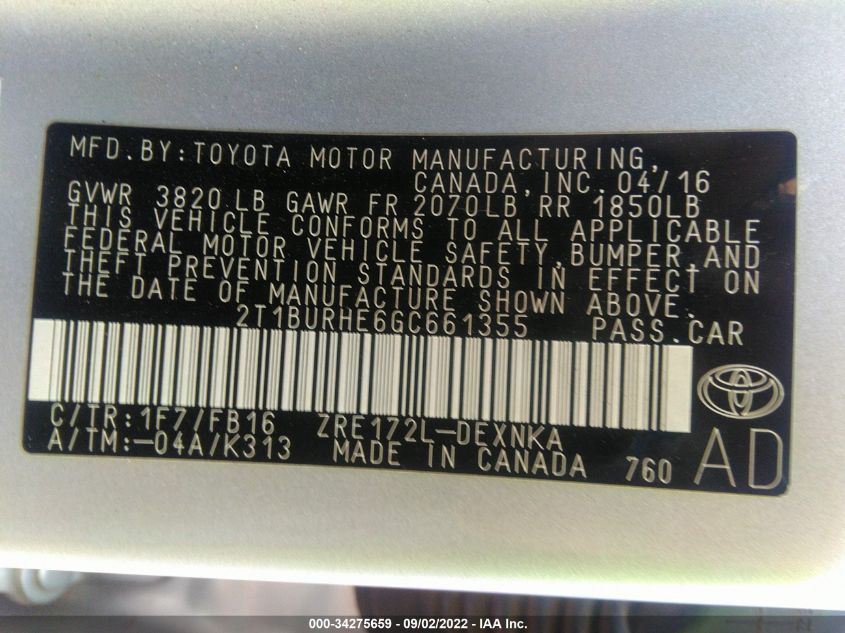 MFD.BY:TOYOTA MOTOR MANUFACTURING,
CANADA,INC.04/16
GVWR 3820LB GAWR FR 2070LB RR 1850LB
THIS VEHICLE CONFORMS TO ALL APPLICABLE
FEDERAL MOTOR VEHICLE SAFETY,BUMPER,AND
THEFT PREVENTION STANDARDS IN EFFECT ON
THE DATE OF MANUFACTURE SHOWN ABOVE.
2T1BURHE6GC661355 PASS.CAR
C/TR:1F7/FB16 ZRE172L-DEXNKA
A/TM:-04A/K313 MADE IN CANADA 760 AD
000-34275659 - 09/02/2022 - IAA Inc.